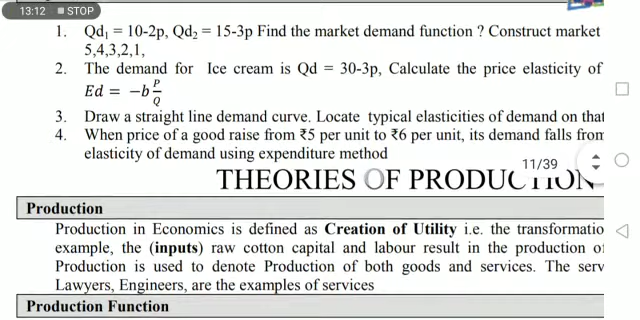 13:12 STOP
1. Qd₁ = 10-2p, Qd₂ = 15-3p Find the market demand function ? Construct market
5,4,3,2,1,
2. The demand for Ice cream is Qd = 30-3p, Calculate the price elasticity of
Ed = −b P/Q
3. Draw a straight line demand curve. Locate typical elasticities of demand on that
4. When price of a good raise from ₹5 per unit to ₹6 per unit, its demand falls from
elasticity of demand using expenditure method
11/39
THEORIES OF PRODUCTION
Production
Production in Economics is defined as Creation of Utility i.e. the transformatio
example, the (inputs) raw cotton capital and labour result in the production o
Production is used to denote Production of both goods and services. The serv
Lawyers, Engineers, are the examples of services
Production Function